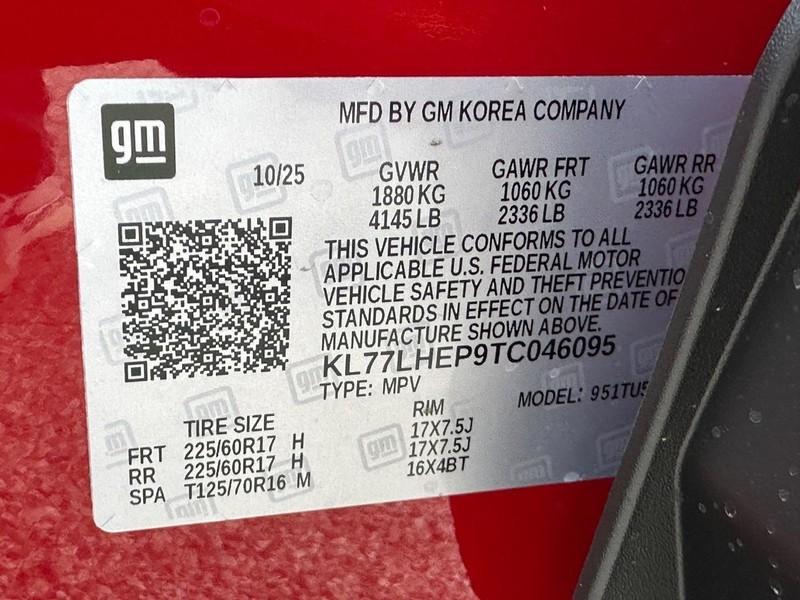 gm
MFD BY GM KOREA COMPANY
10/25
GVWR GAWR FRT GAWR RR
1880 KG 1060 KG 1060 KG
4145 LB 2336 LB 2336 LB
THIS VEHICLE CONFORMS TO ALL
APPLICABLE U.S. FEDERAL MOTOR
VEHICLE SAFETY AND THEFT PREVENTIO
STANDARDS IN EFFECT ON THE DATE OF
MANUFACTURE SHOWN ABOVE.
KL77LHEP9TC046095
TYPE: MPV MODEL: 951TU5
TIRE SIZE RIM
FRT 225/60R17 H 17X7.5J
RR 225/60R17 H 17X7.5J
SPA T125/70R16 M 16X4BT